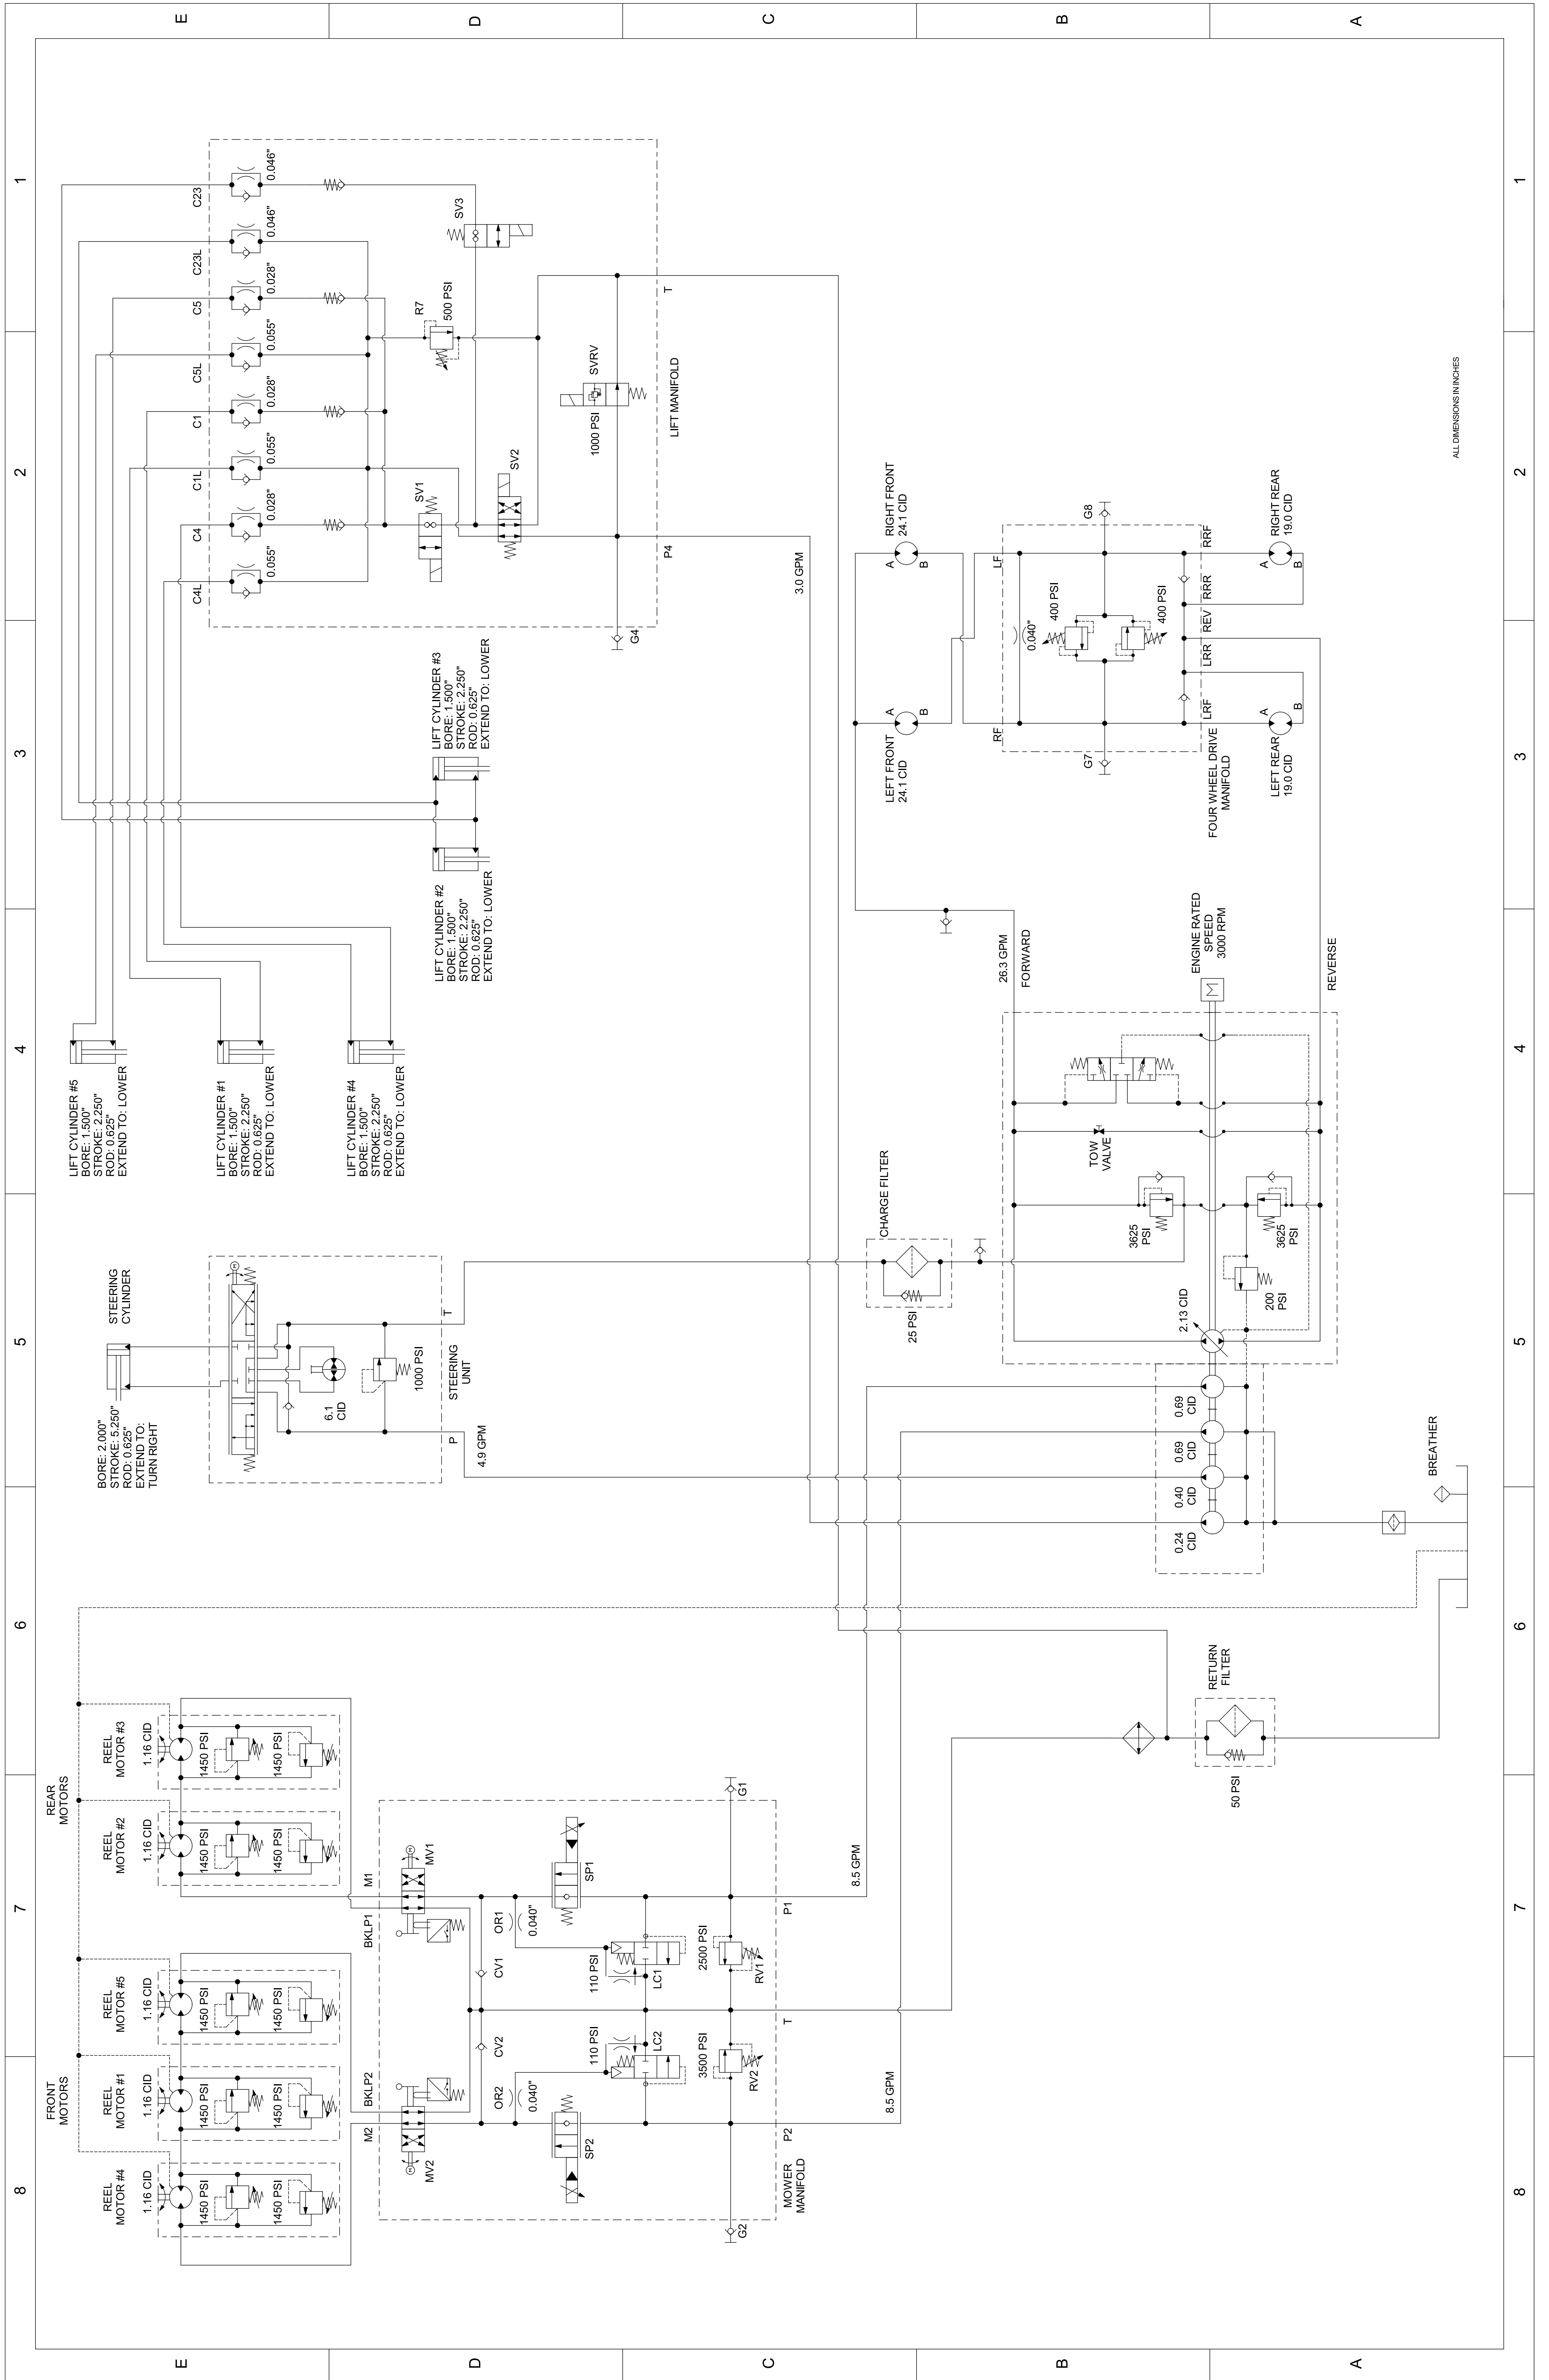 E
D
C
B
A
1
2
3
4
5
6
7
8
1
2
3
4
5
6
7
8
E
D
C
B
A
C23
0.046"
C23L
0.046"
C5
0.028"
C5L
0.055"
C1
0.028"
C1L
0.055"
C4
0.028"
C4L
0.055"
SV3
R7
500 PSI
SV1
SV2
SVRV
1000 PSI
T
LIFT MANIFOLD
P4
G4
3.0 GPM
LIFT CYLINDER #3
BORE: 1.500"
STROKE: 2.250"
ROD: 0.625"
EXTEND TO: LOWER
LIFT CYLINDER #2
BORE: 1.500"
STROKE: 2.250"
ROD: 0.625"
EXTEND TO: LOWER
LIFT CYLINDER #5
BORE: 1.500"
STROKE: 2.250"
ROD: 0.625"
EXTEND TO: LOWER
LIFT CYLINDER #1
BORE: 1.500"
STROKE: 2.250"
ROD: 0.625"
EXTEND TO: LOWER
LIFT CYLINDER #4
BORE: 1.500"
STROKE: 2.250"
ROD: 0.625"
EXTEND TO: LOWER
RIGHT FRONT
24.1 CID
A
B
LEFT FRONT
24.1 CID
A
B
LF
RF
G8
G7
0.040"
400 PSI
400 PSI
RRF
RRR
REV
LRR
LRF
FOUR WHEEL DRIVE
MANIFOLD
RIGHT REAR
19.0 CID
A
B
LEFT REAR
19.0 CID
A
B
ALL DIMENSIONS IN INCHES
STEERING
CYLINDER
BORE: 2.000"
STROKE: 5.250"
ROD: 0.625"
EXTEND TO:
TURN RIGHT
M
6.1
CID
1000 PSI
T
STEERING
UNIT
P
4.9 GPM
CHARGE FILTER
25 PSI
26.3 GPM
FORWARD
ENGINE RATED
SPEED
3000 RPM
M
REVERSE
TOW
VALVE
3625
PSI
3625
PSI
200
PSI
2.13 CID
0.69
CID
0.69
CID
0.40
CID
0.24
CID
BREATHER
RETURN
FILTER
50 PSI
REAR
MOTORS
REEL
MOTOR #3
1.16 CID
1450 PSI
1450 PSI
REEL
MOTOR #2
1.16 CID
1450 PSI
1450 PSI
FRONT
MOTORS
REEL
MOTOR #5
1.16 CID
1450 PSI
1450 PSI
REEL
MOTOR #1
1.16 CID
1450 PSI
1450 PSI
REEL
MOTOR #4
1.16 CID
1450 PSI
1450 PSI
M1
BKLP1
M
MV1
M2
BKLP2
M
MV2
CV1
CV2
OR1
0.040"
SP1
OR2
0.040"
SP2
110 PSI
LC1
110 PSI
LC2
2500 PSI
RV1
3500 PSI
RV2
G1
G2
P1
T
P2
MOWER
MANIFOLD
8.5 GPM
8.5 GPM